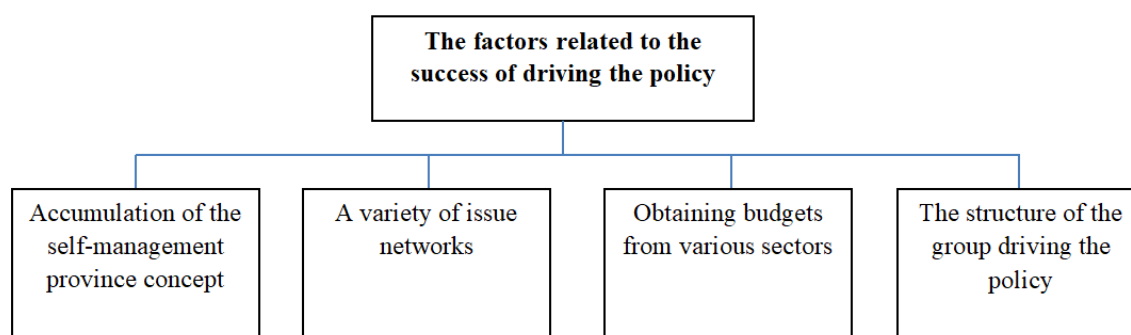 The factors related to the
success of driving the policy
Accumulation of the
self-management
province concept
A variety of issue
networks
Obtaining budgets
from various sectors
The structure of the
group driving the
policy